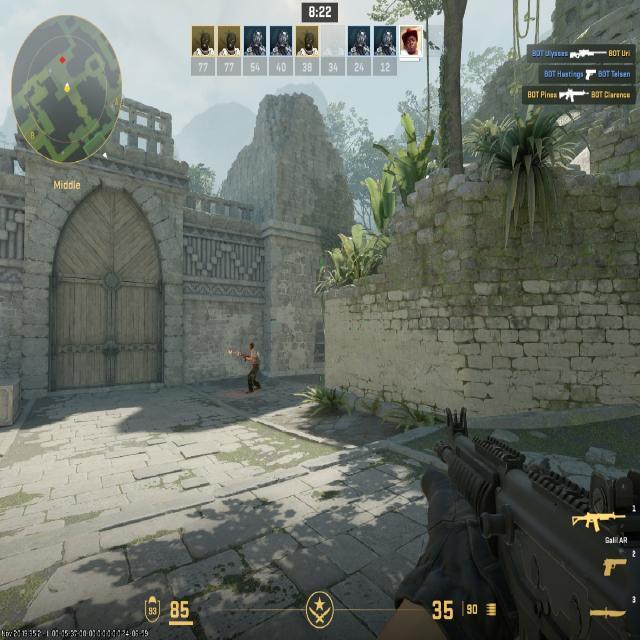 8:22
77 77 54 40 38 34 24 12
BOT Ulysses BOT Uri
BOT Hastings BOT Telsen
BOT Pinoa BOT Clarence
B
Middle
1
Galil AR
2
3
93 85
35 90